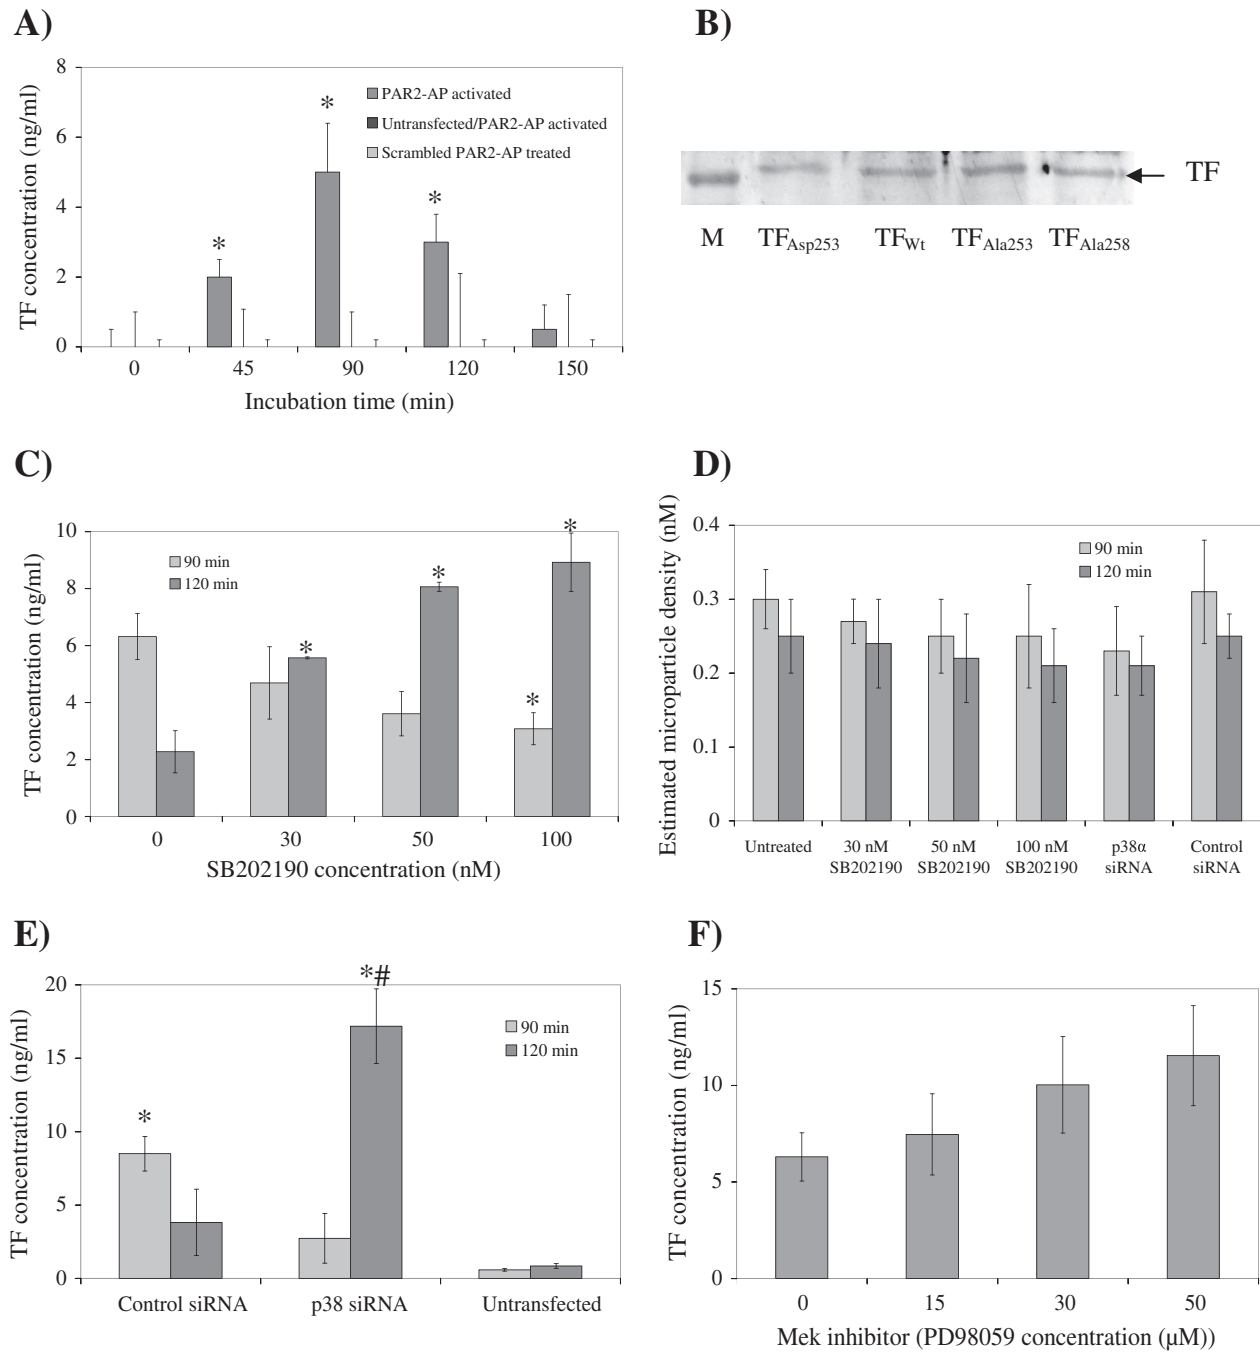 A)
TF concentration (ng/ml)
8
6
4
2
0
*
*
*
PAR2-AP activated
Untransfected/PAR2-AP activated
Scrambled PAR2-AP treated
0 45 90 120 150
Incubation time (min)
B)
TF
M TFAsp253 TFWt TFAla253 TFAla258
C)
TF concentration (ng/ml)
10
8
6
4
2
0
90 min
120 min
*
*
*
*
0 30 50 100
SB202190 concentration (nM)
D)
Estimated microparticle density (nM)
0.4
0.3
0.2
0.1
0
90 min
120 min
Untreated 30 nM 50 nM 100 nM p38α Control
SB202190 SB202190 SB202190 siRNA siRNA
E)
TF concentration (ng/ml)
20
15
10
5
0
*
*#
90 min
120 min
Control siRNA p38 siRNA Untransfected
F)
TF concentration (ng/ml)
15
10
5
0
0 15 30 50
Mek inhibitor (PD98059 concentration (μM))